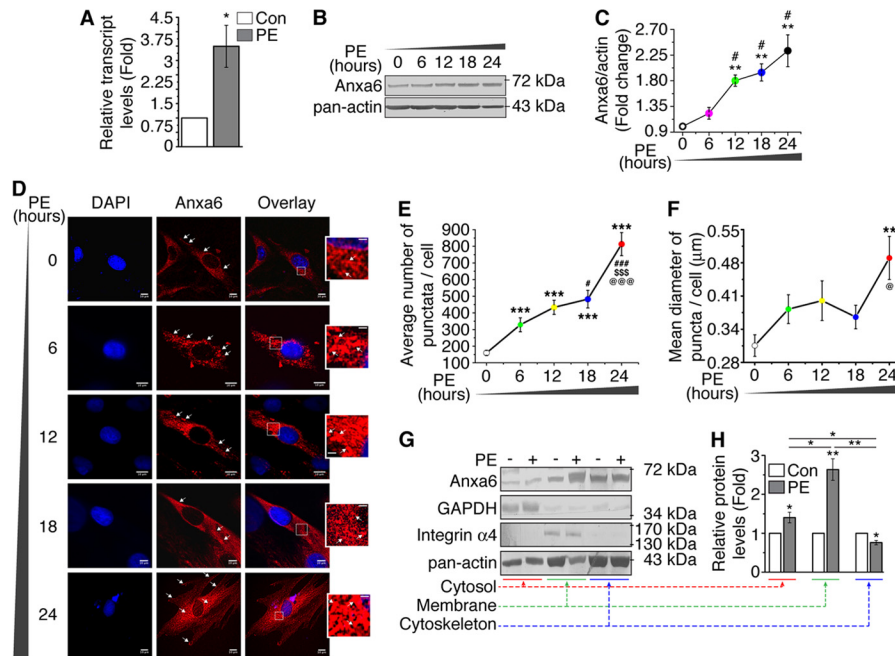 A
Relative transcript
levels (Fold)
4.5
3.75
3
2.25
1.5
0.75
0
Con
PE
*
B
PE
(hours)
0 6 12 18 24
Anxa6
72 kDa
pan-actin
43 kDa
C
Anxa6/actin
(Fold change)
2.70
2.25
1.80
1.35
0.9
#
**
#
**
#
**
0 6 12 18 24
PE
(hours)
D
PE
(hours)
DAPI Anxa6 Overlay
0
6
12
18
24
E
Average number of
punctata / cell
900
800
700
600
500
400
300
200
100
***
***
#
***
***
###
$$$
@@@
0 6 12 18 24
PE
(hours)
F
Mean diameter of
puncta / cell (µm)
0.55
0.48
0.41
0.34
0.28
**
@
0 6 12 18 24
PE
(hours)
G
PE - + - + - +
Anxa6
72 kDa
GAPDH
34 kDa
Integrin α4
170 kDa
130 kDa
pan-actin
43 kDa
Cytosol
Membrane
Cytoskeleton
H
Relative protein
levels (Fold)
3
2.5
2
1.5
1
0.5
0
Con
PE
*
* **
**
*
*